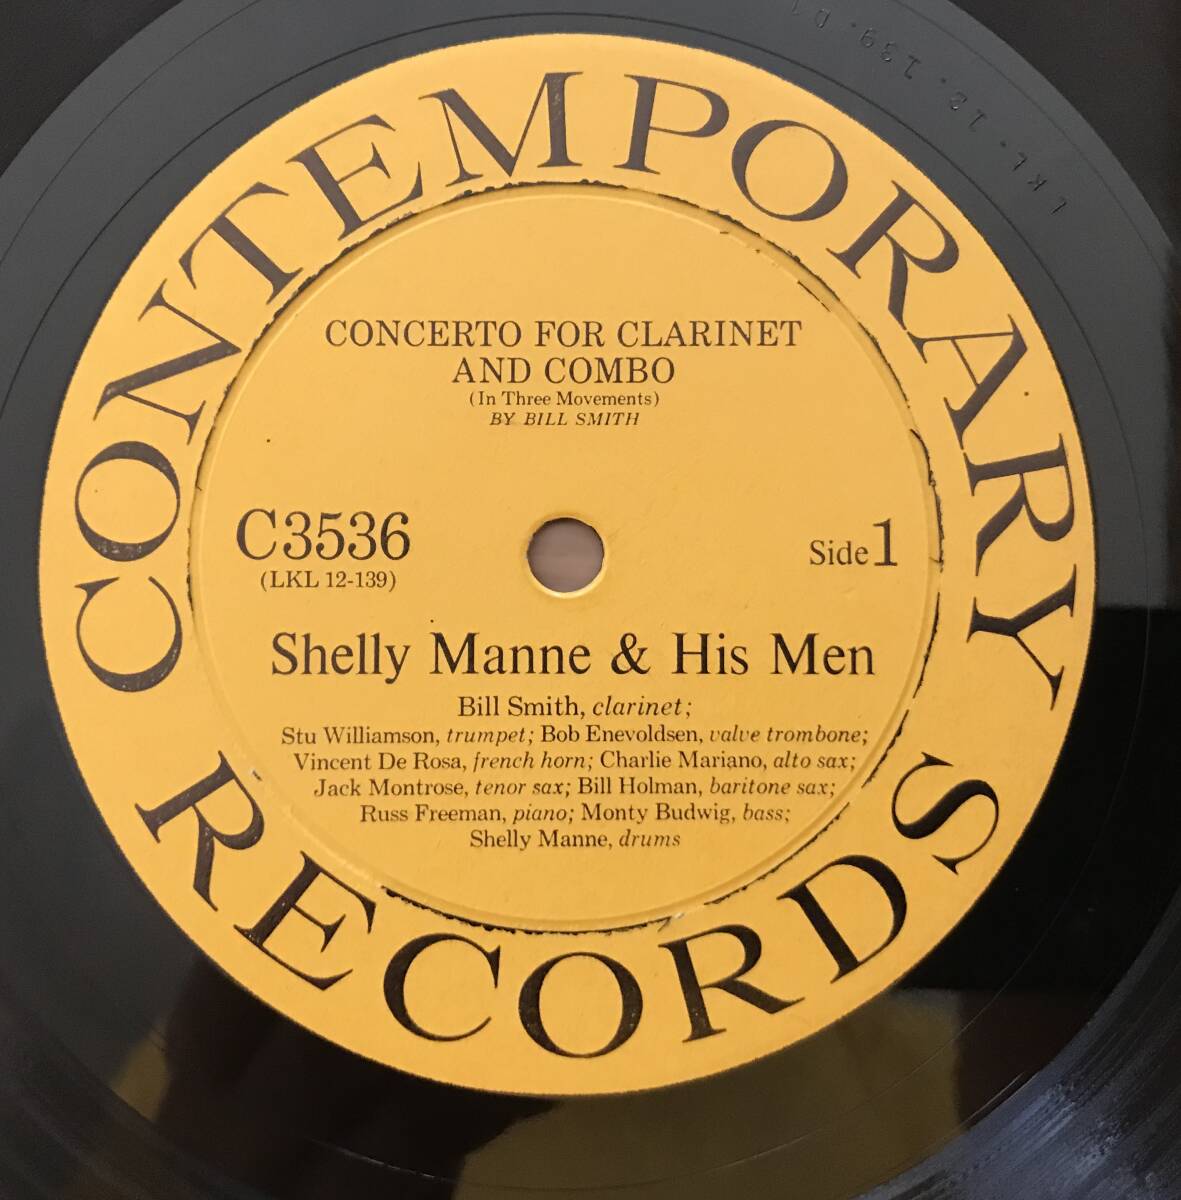 CONTEMPORARY
CONCERTO FOR CLARINET
AND COMBO
(In Three Movements)
BY BILL SMITH
C3536
(LKL 12-139)
Side 1
Shelly Manne & His Men
Bill Smith, clarinet;
Stu Williamson, trumpet; Bob Enevoldsen, valve trombone;
Vincent De Rosa, french horn; Charlie Mariano, alto sax;
Jack Montrose, tenor sax; Bill Holman, baritone sax;
Russ Freeman, piano; Monty Budwig, bass;
Shelly Manne, drums
RECORDS
LKL-12-139-D1